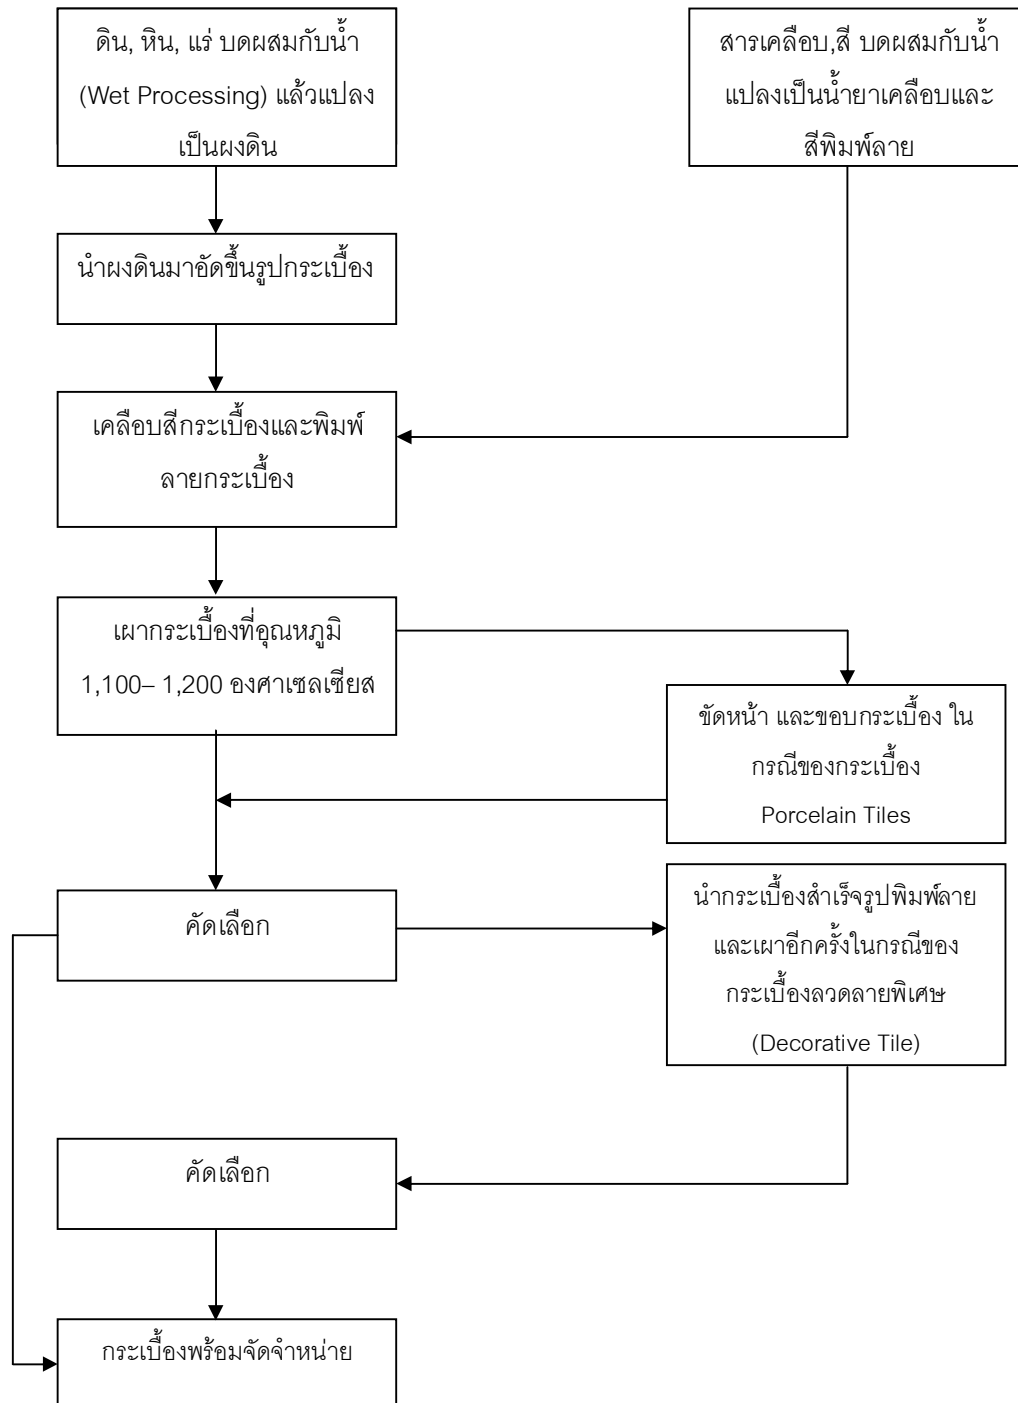 ดิน, หิน, แร่ บดผสมกับน้ำ
(Wet Processing) แล้วแปลง
เป็นผงดิน
สารเคลือบ,สี บดผสมกับน้ำ
แปลงเป็นน้ำยาเคลือบและ
สีพิมพ์ลาย
นำผงดินมาอัดขึ้นรูปกระเบื้อง
เคลือบสีกระเบื้องและพิมพ์
ลายกระเบื้อง
เผากระเบื้องที่อุณหภูมิ
1,100– 1,200 องศาเซลเซียส
ขัดหน้า และขอบกระเบื้อง ใน
กรณีของกระเบื้อง
Porcelain Tiles
คัดเลือก
นำกระเบื้องสำเร็จรูปพิมพ์ลาย
และเผาอีกครั้งในกรณีของ
กระเบื้องลวดลายพิเศษ
(Decorative Tile)
คัดเลือก
กระเบื้องพร้อมจัดจำหน่าย